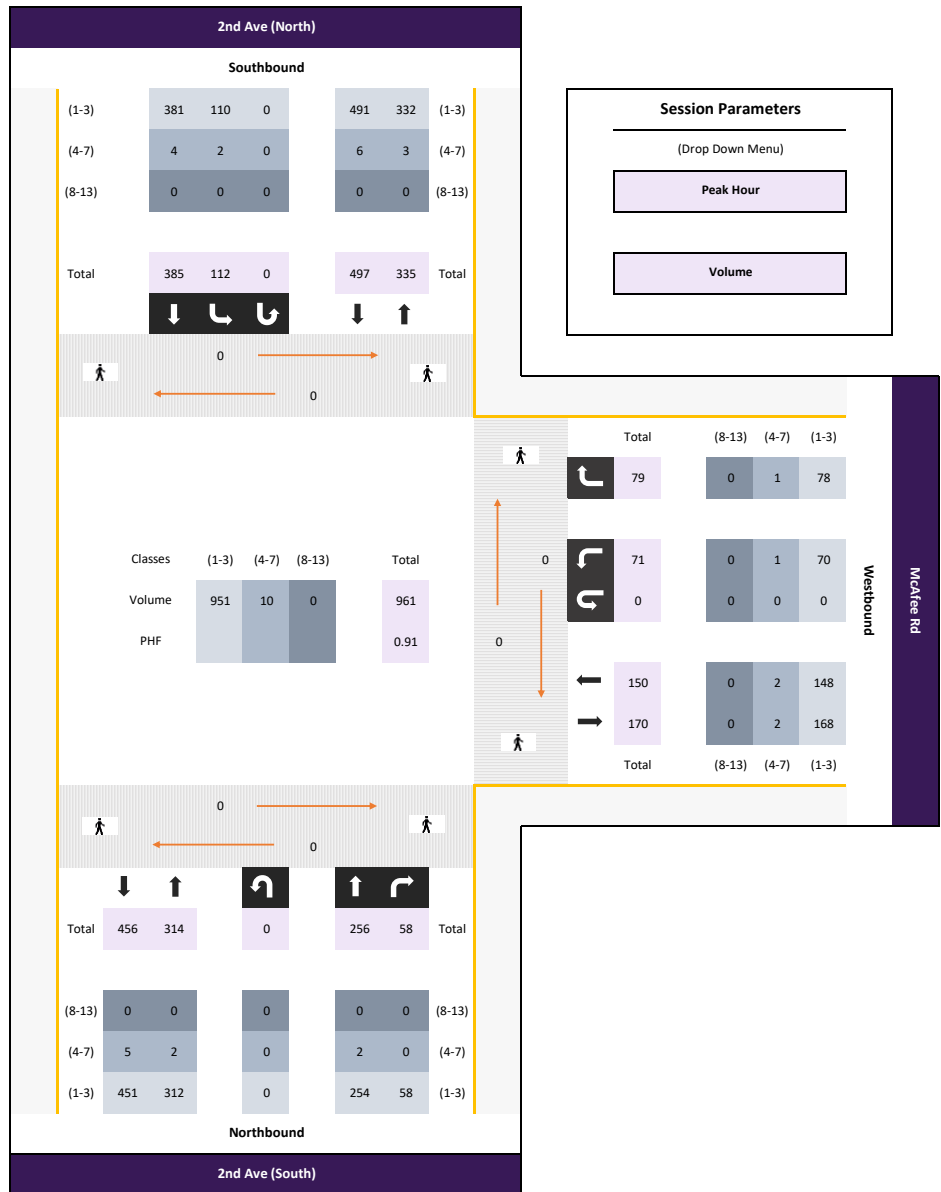 2nd Ave (North)
Southbound
(1-3) 381 110 0 491 332 (1-3)
(4-7) 4 2 0 6 3 (4-7)
(8-13) 0 0 0 0 0 (8-13)
Total 385 112 0 497 335 Total
0
0
Session Parameters
(Drop Down Menu)
Peak Hour
Volume
Total (8-13) (4-7) (1-3)
79 0 1 78
71 0 1 70
0 0 0 0
150 0 2 148
170 0 2 168
Total (8-13) (4-7) (1-3)
0
0
Westbound
McAfee Rd
Classes (1-3) (4-7) (8-13) Total
Volume 951 10 0 961
PHF 0.91
0
0
Total 456 314 0 256 58 Total
(8-13) 0 0 0 0 0 (8-13)
(4-7) 5 2 0 2 0 (4-7)
(1-3) 451 312 0 254 58 (1-3)
Northbound
2nd Ave (South)